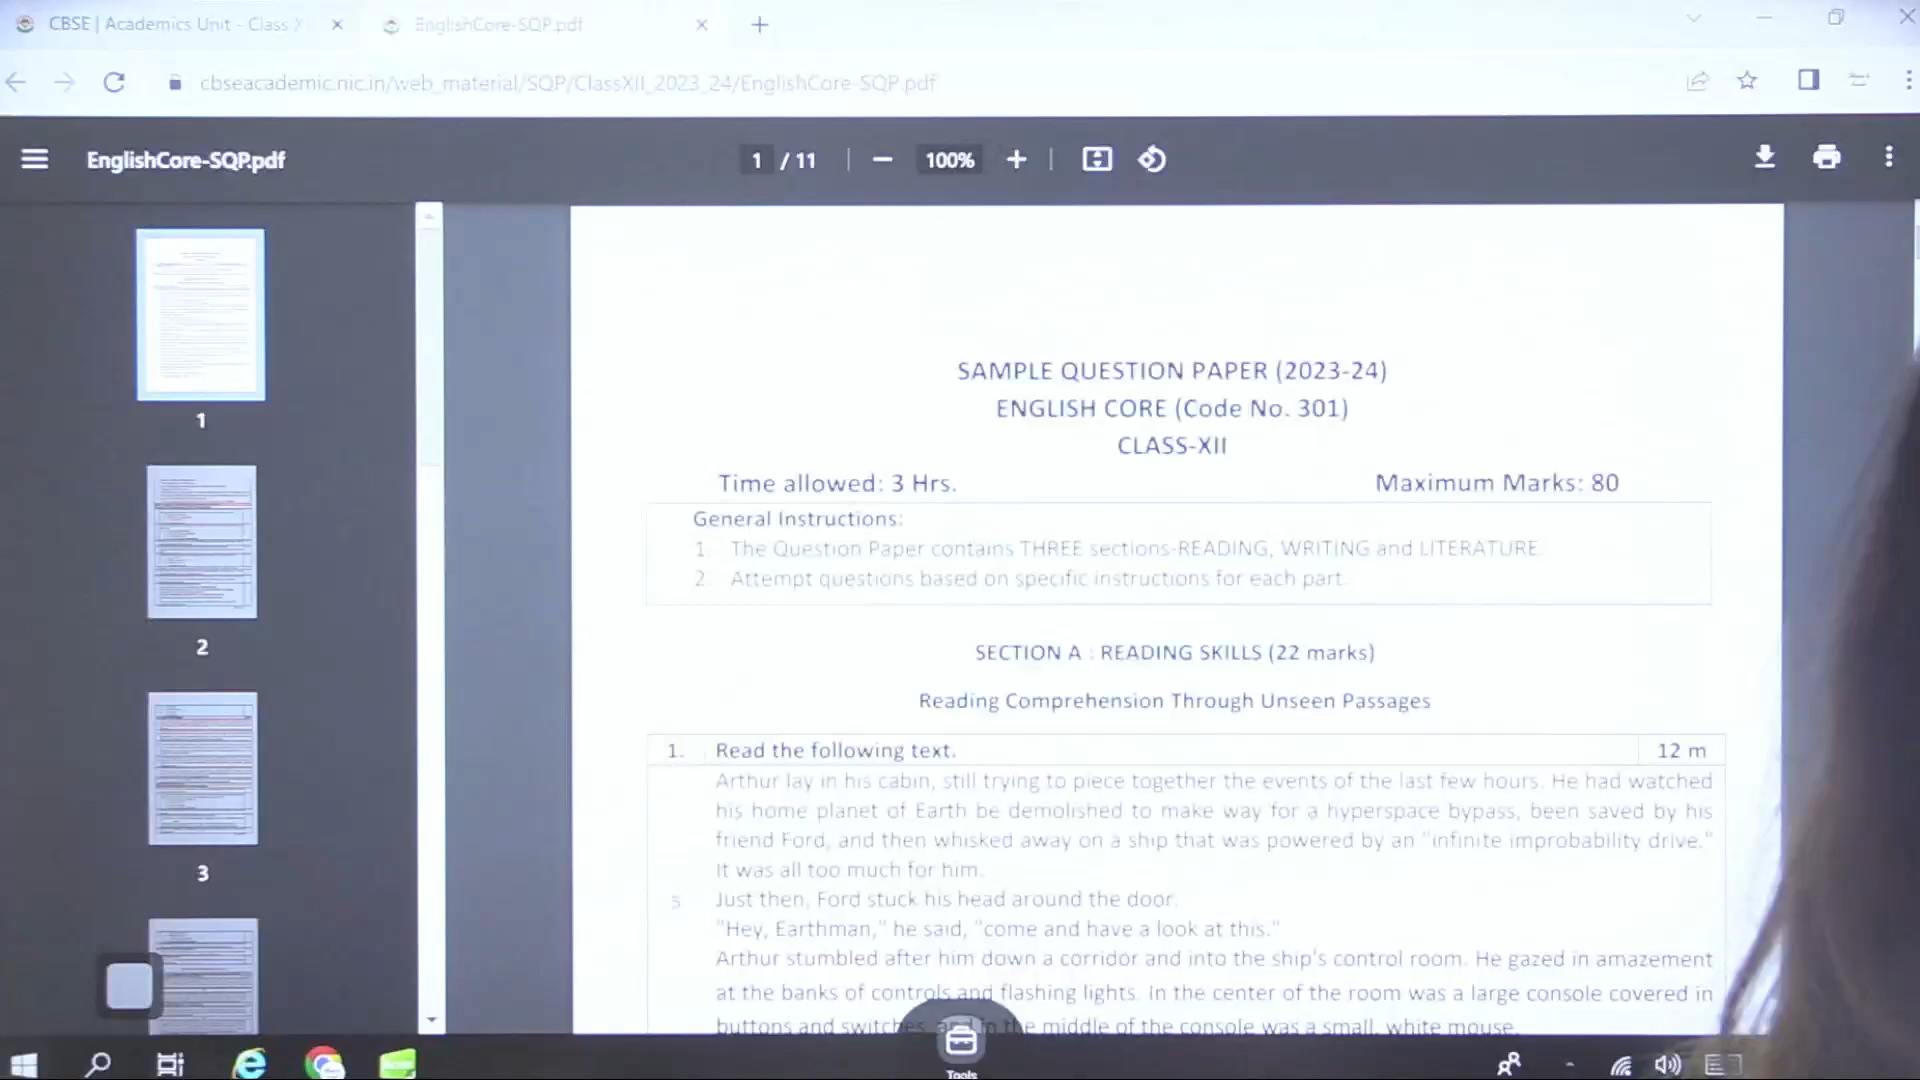 CBSE | Academics Unit - Class X
EnglishCore-SQP.pdf
cbseacademic.nic.in/web_material/SQP/ClassXII_2023_24/EnglishCore-SQP.pdf
EnglishCore-SQP.pdf
1 / 11
100%
1
2
3
SAMPLE QUESTION PAPER (2023-24)
ENGLISH CORE (Code No. 301)
CLASS-XII
Time allowed: 3 Hrs. Maximum Marks: 80
General Instructions:
1. The Question Paper contains THREE sections-READING, WRITING and LITERATURE.
2. Attempt questions based on specific instructions for each part.
SECTION A : READING SKILLS (22 marks)
Reading Comprehension Through Unseen Passages
1. Read the following text. 12 m
Arthur lay in his cabin, still trying to piece together the events of the last few hours. He had watched
his home planet of Earth be demolished to make way for a hyperspace bypass, been saved by his
friend Ford, and then whisked away on a ship that was powered by an "infinite improbability drive."
It was all too much for him.
5 Just then, Ford stuck his head around the door.
"Hey, Earthman," he said, "come and have a look at this."
Arthur stumbled after him down a corridor and into the ship's control room. He gazed in amazement
at the banks of controls and flashing lights. In the center of the room was a large console covered in
buttons and switches, and in the middle of the console was a small, white mouse.
Tools